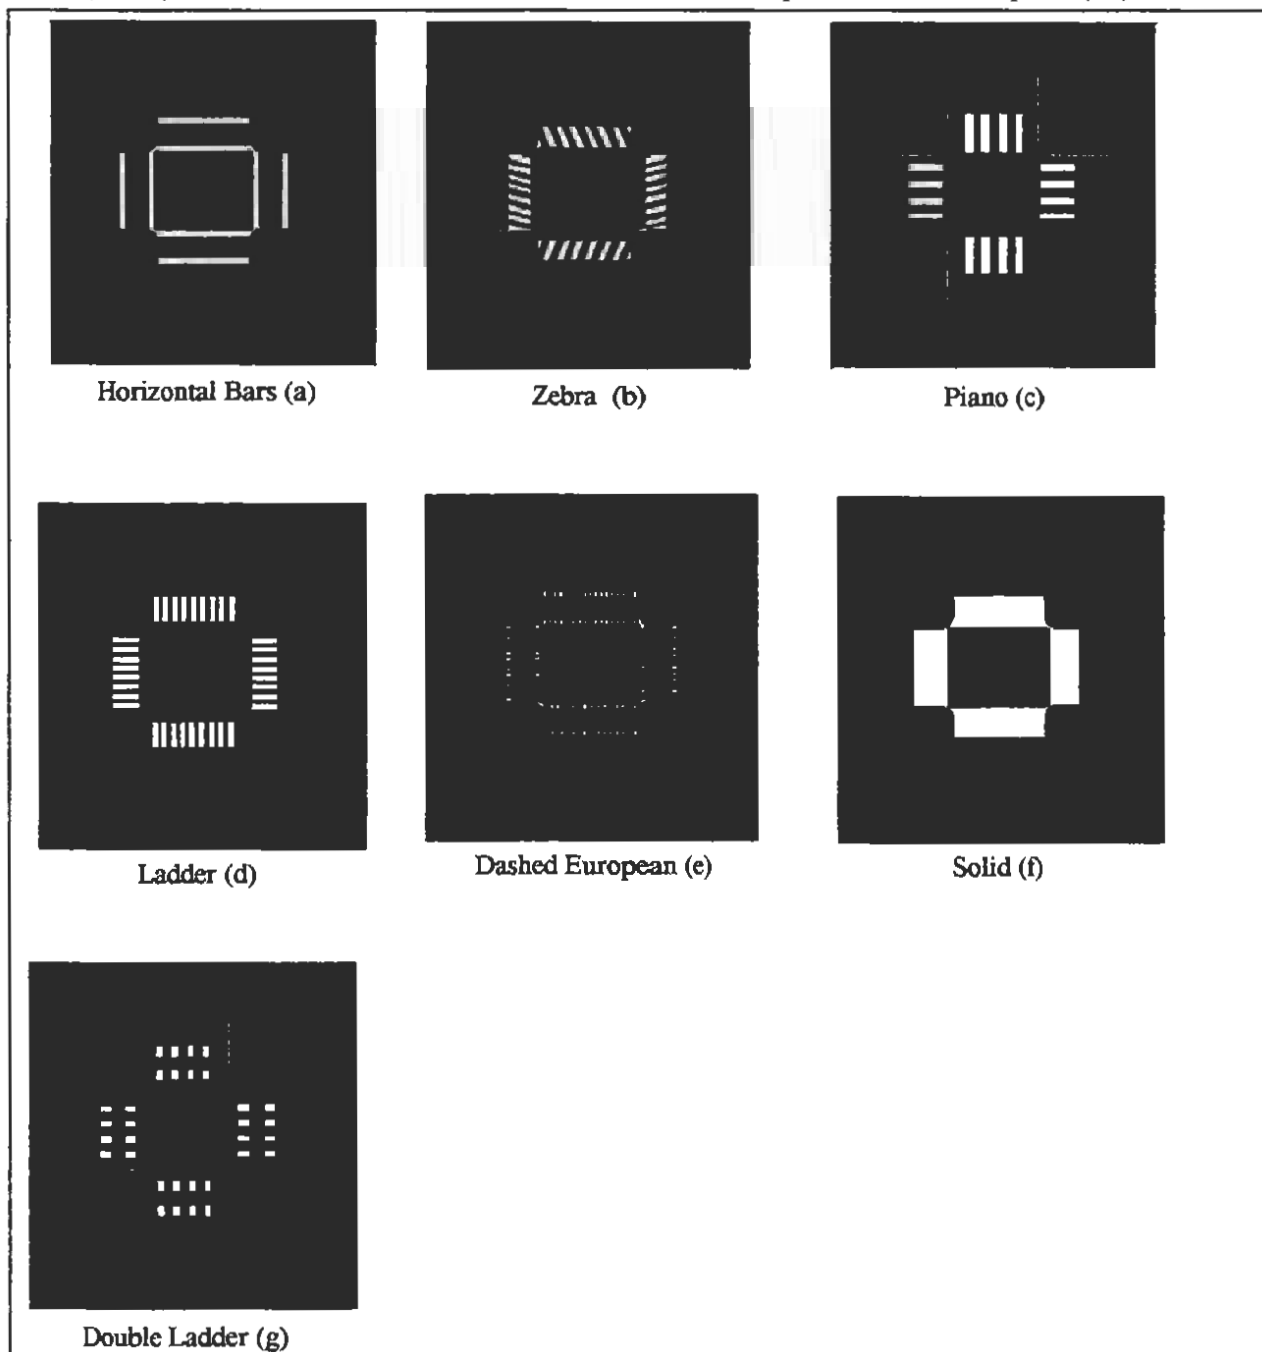 Horizontal Bars (a)
Zebra (b)
Piano (c)
Ladder (d)
Dashed European (e)
Solid (f)
Double Ladder (g)